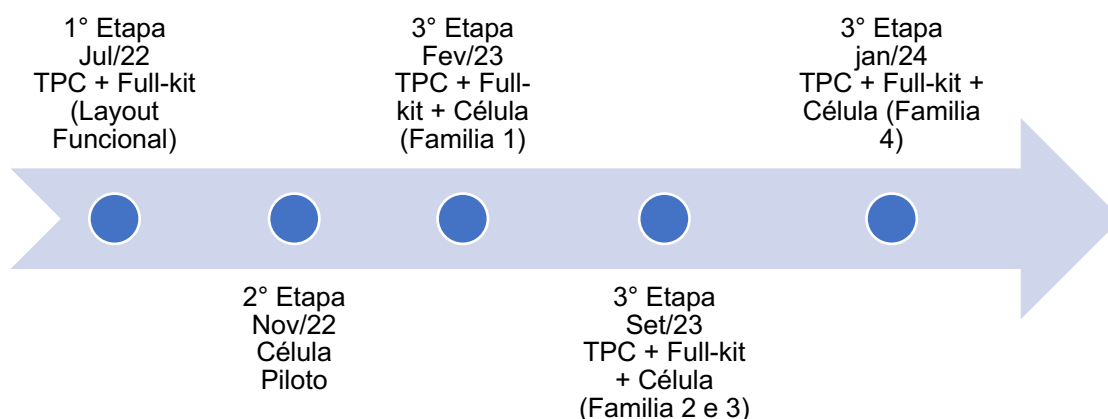 1° Etapa
Jul/22
TPC + Full-kit
(Layout
Funcional)
2° Etapa
Nov/22
Célula
Piloto
3° Etapa
Fev/23
TPC + Full-
kit + Célula
(Familia 1)
3° Etapa
Set/23
TPC + Full-kit
+ Célula
(Familia 2 e 3)
3° Etapa
jan/24
TPC + Full-kit +
Célula (Familia
4)